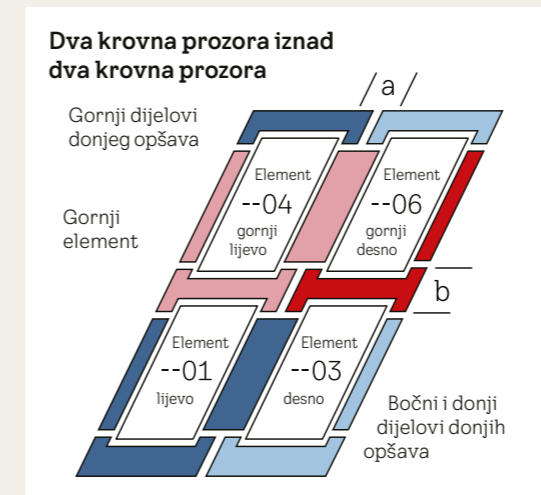 Dva krovna prozora iznad
dva krovna prozora
a
Gornji dijelovi
donjeg opšava
Element
--04
gornji
lijevo
Element
--06
gornji
desno
Gornji
element
b
Element
--01
lijevo
Element
--03
desno
Bočni i donji
dijelovi donjih
opšava